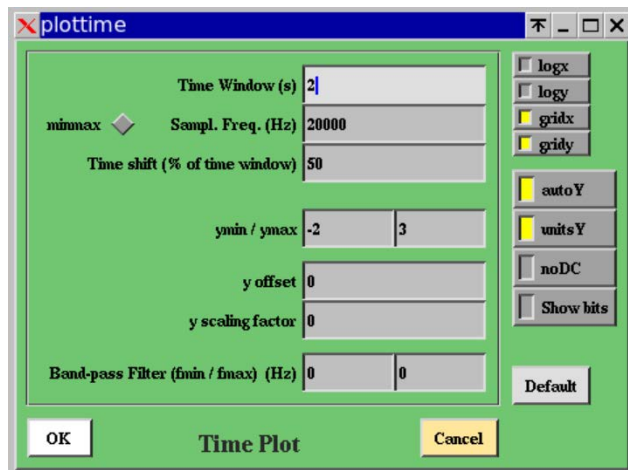 plottime
Time Window (s) 2
minmax Sampl. Freq. (Hz) 20000
Time shift (% of time window) 50
ymin / ymax -2 3
y offset 0
y scaling factor 0
Band-pass Filter (fmin / fmax) (Hz) 0 0
logx
logy
gridx
gridy
autoY
unitsY
noDC
Show bits
Default
OK Time Plot Cancel